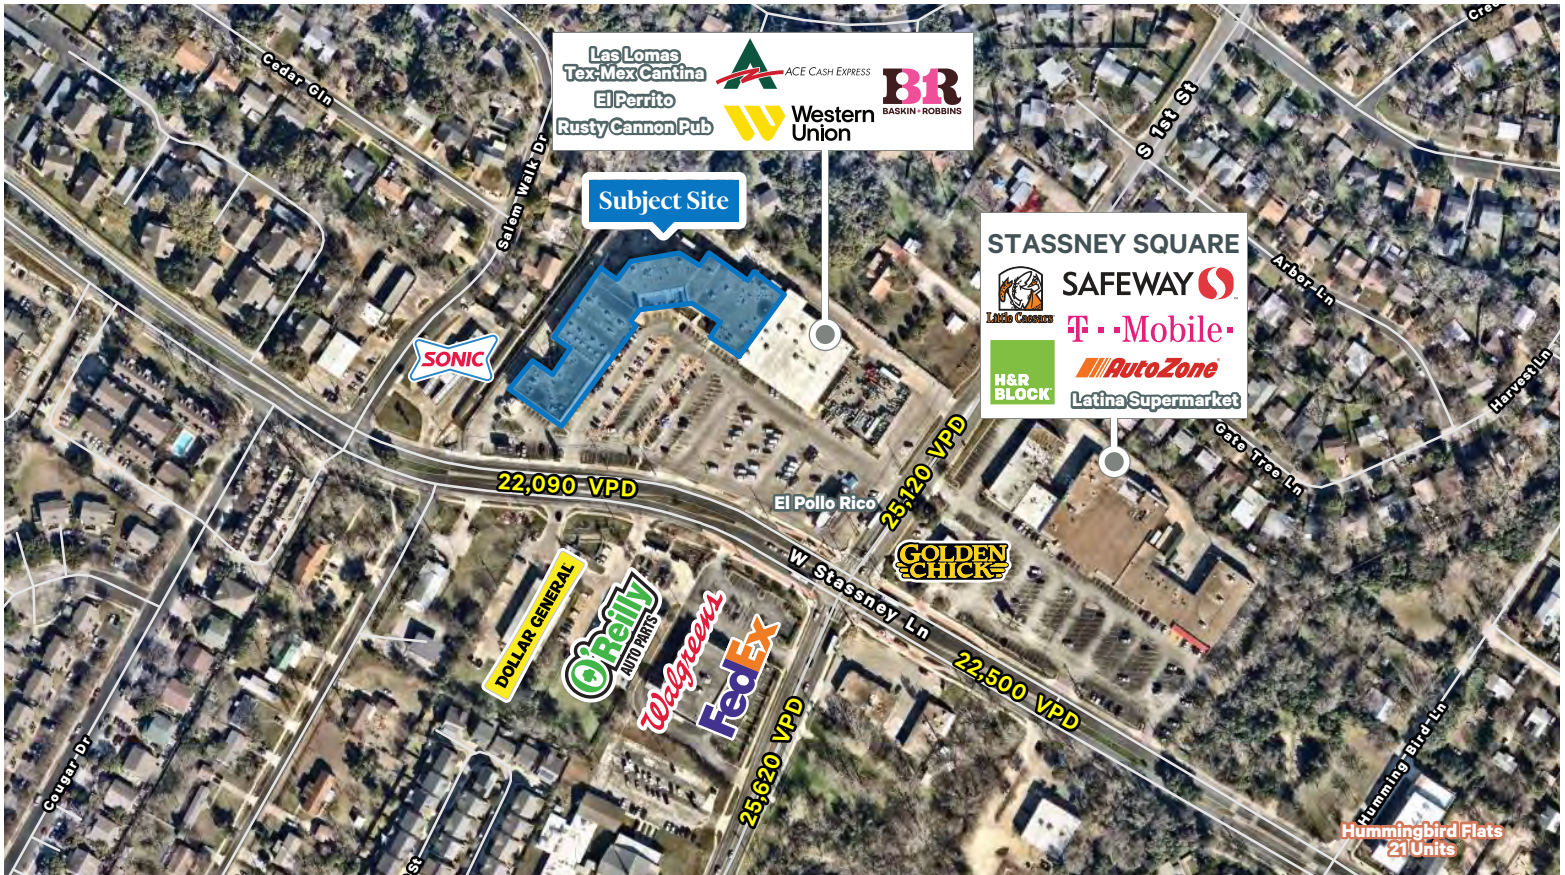 Cree
Cedar Gln
Las Lomas
Tex-Mex Cantina
El Perrito
Rusty Cannon Pub
ACE CASH EXPRESS
Western
Union
BR
BASKIN-ROBBINS
S 1st St
Salem Walk Dr
Subject Site
STASSNEY SQUARE
Little Caesars
SAFEWAY
T-Mobile
H&R
BLOCK
AutoZone
Latina Supermarket
Arbor Ln
Harvest Ln
Gate Tree Ln
SONIC
22,090 VPD
25,120 VPD
El Pollo Rico
GOLDEN
CHICK
W Stassney Ln
DOLLAR GENERAL
O'Reilly
AUTO PARTS
Walgreens
FedEx
22,500 VPD
25,620 VPD
Cougar Dr
st
Humming-Bird-Ln
Hummingbird Flats
21 Units